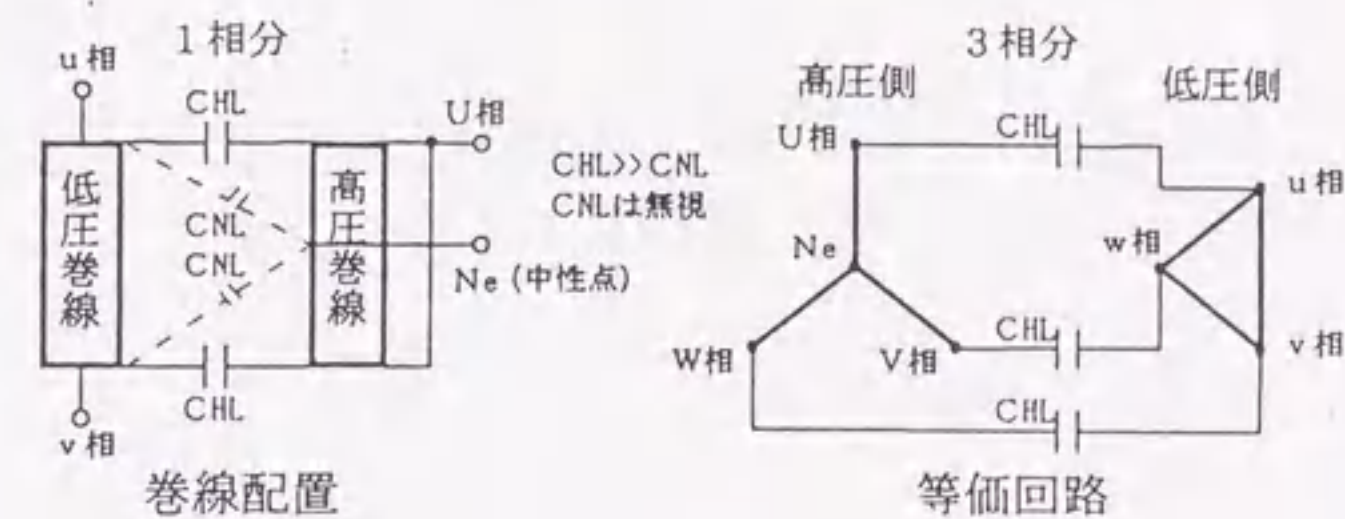 1相分
u相
CHL
U相
低圧巻線
CNL
CNL
高圧巻線
CHL>>CNL
CNLは無視
Ne (中性点)
CHL
v相
巻線配置
3相分
高圧側
低圧側
U相
CHL
u相
Ne
w相
W相
V相
CHL
v相
CHL
等価回路